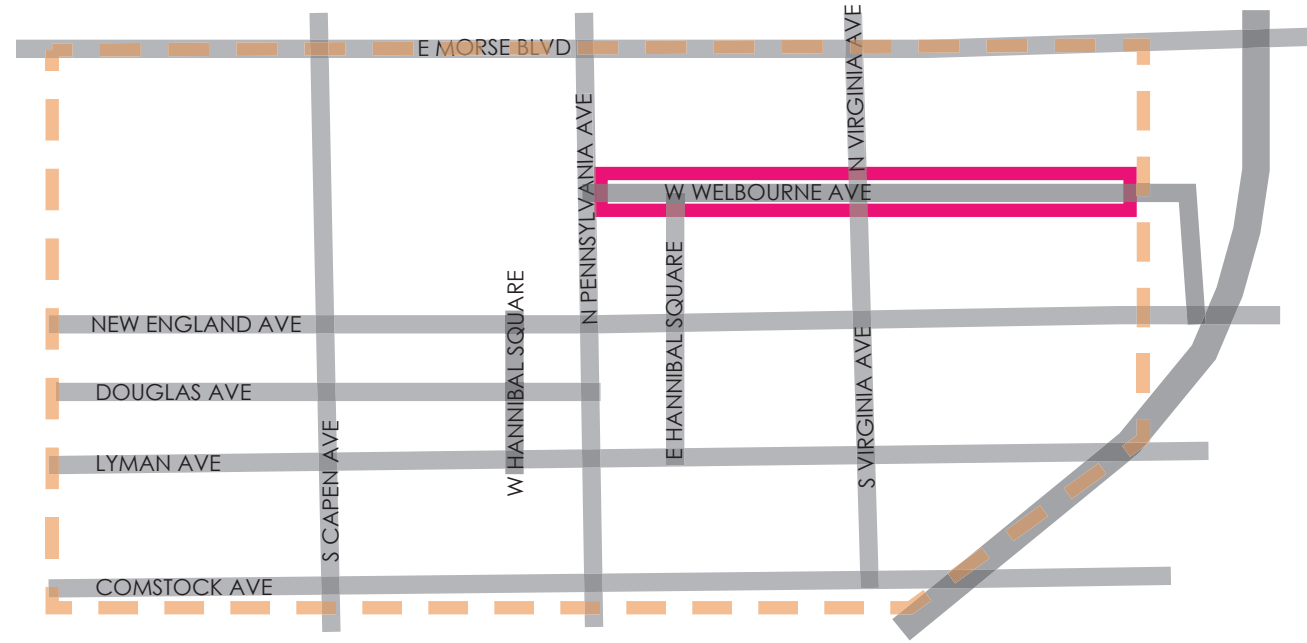 E MORSE BLVD
N VIRGINIA AVE
N PENNSYLVANIA AVE
W WELBOURNE AVE
W HANNIBAL SQUARE
E HANNIBAL SQUARE
NEW ENGLAND AVE
S VIRGINIA AVE
DOUGLAS AVE
S CAPEN AVE
LYMAN AVE
COMSTOCK AVE